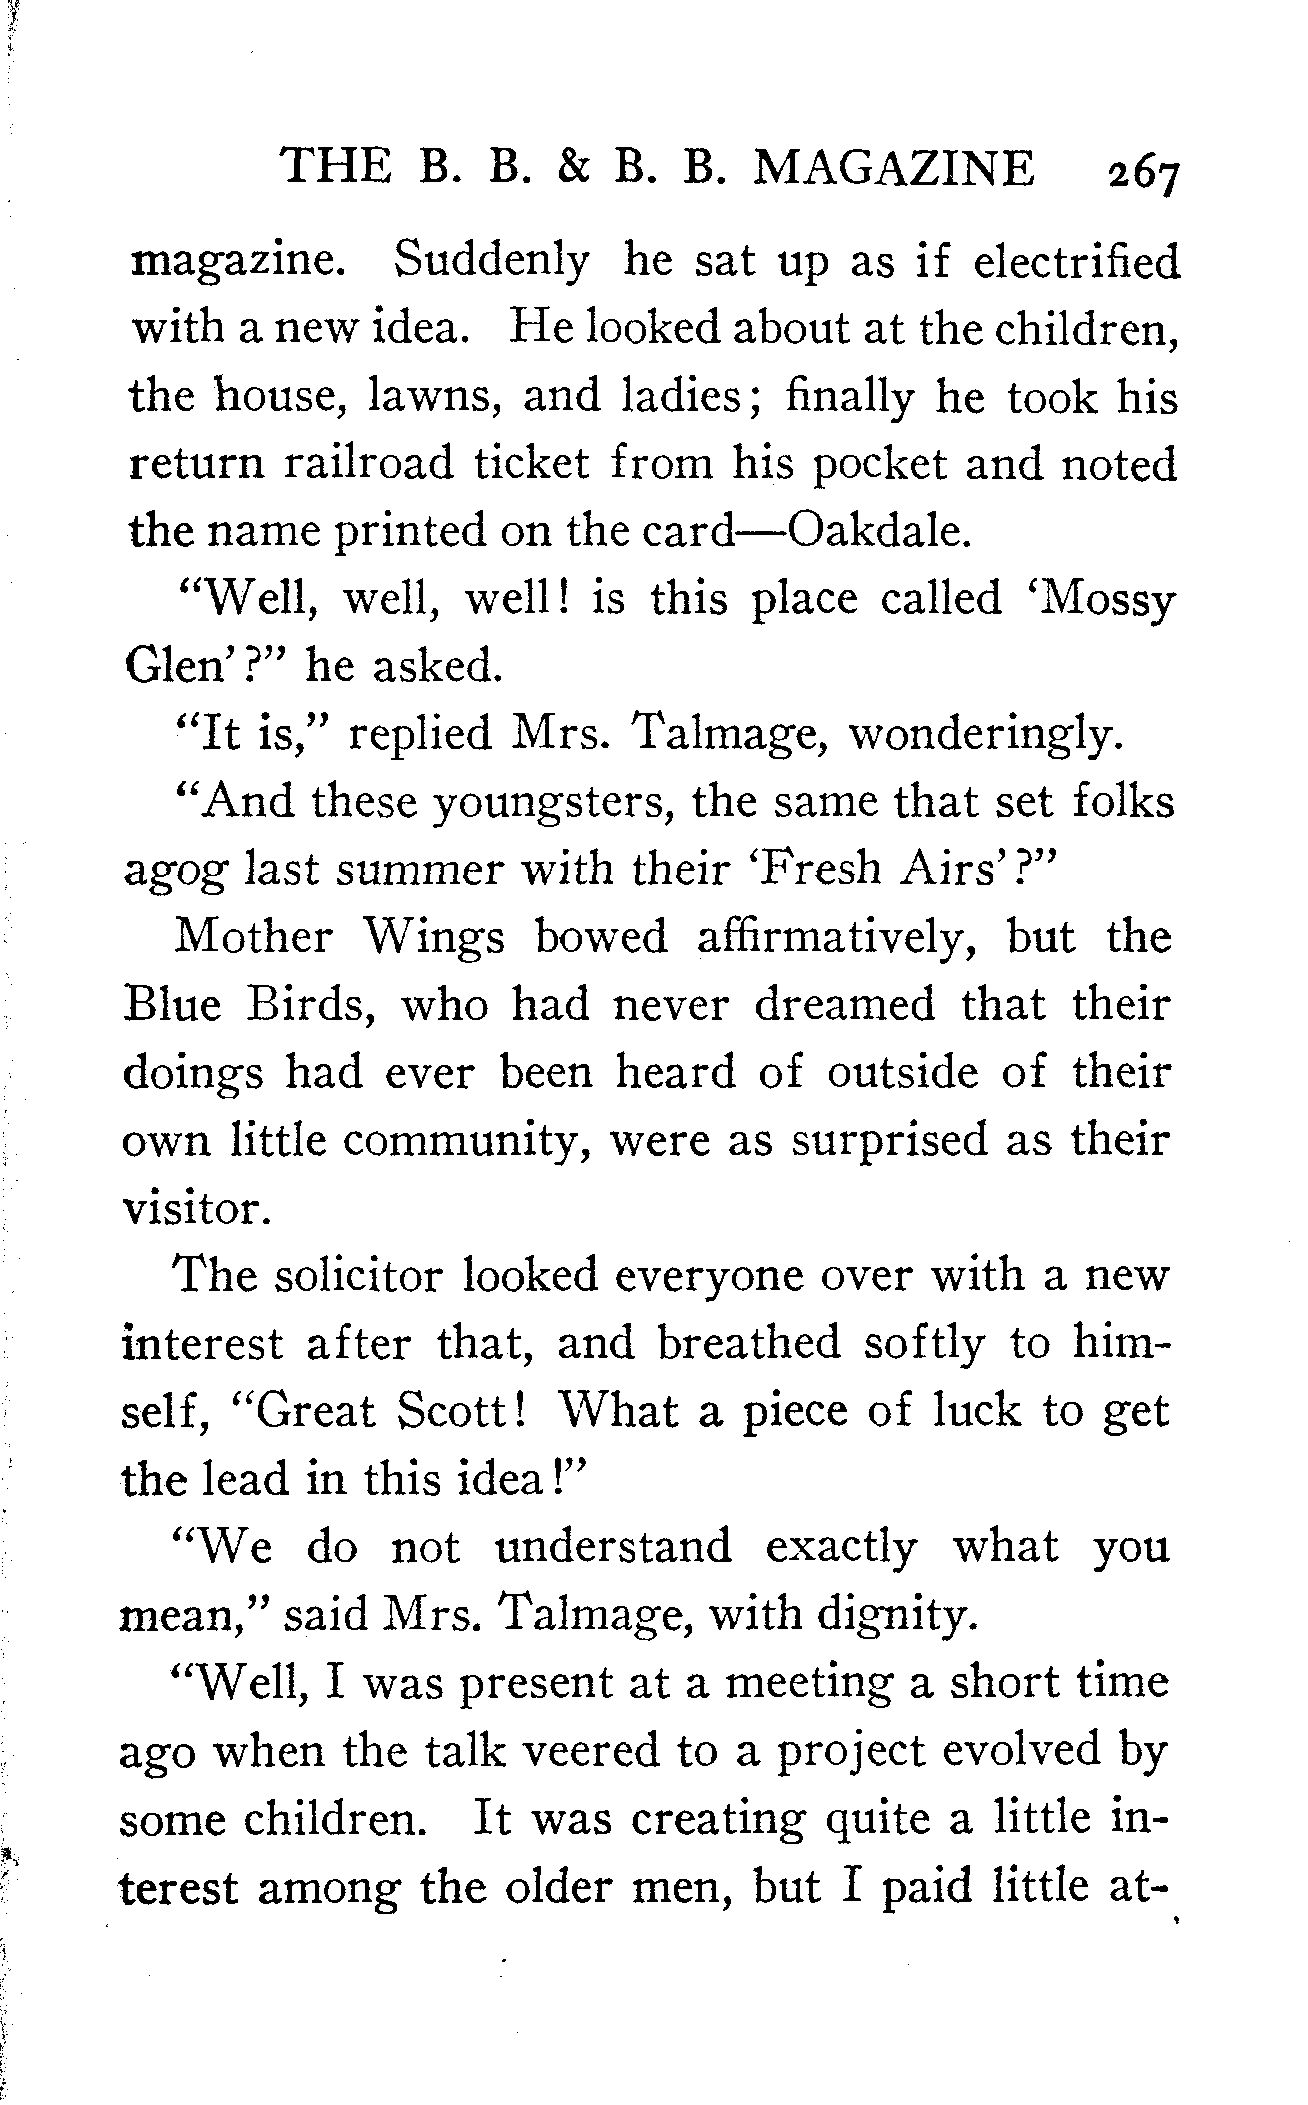 THE B. B. & B. B. MAGAZINE 267
magazine. Suddenly he sat up as if electrified
with a new idea. He looked about at the children,
the house, lawns, and ladies; finally he took his
return railroad ticket from his pocket and noted
the name printed on the card—Oakdale.
“Well, well, well! is this place called ‘Mossy
Glen’?” he asked.
“It is,” replied Mrs. Talmage, wonderingly.
“And these youngsters, the same that set folks
agog last summer with their ‘Fresh Airs’?”
Mother Wings bowed affirmatively, but the
Blue Birds, who had never dreamed that their
doings had ever been heard of outside of their
own little community, were as surprised as their
visitor.
The solicitor looked everyone over with a new
interest after that, and breathed softly to him-
self, “Great Scott! What a piece of luck to get
the lead in this idea!”
“We do not understand exactly what you
mean,” said Mrs. Talmage, with dignity.
“Well, I was present at a meeting a short time
ago when the talk veered to a project evolved by
some children. It was creating quite a little in-
terest among the older men, but I paid little at-